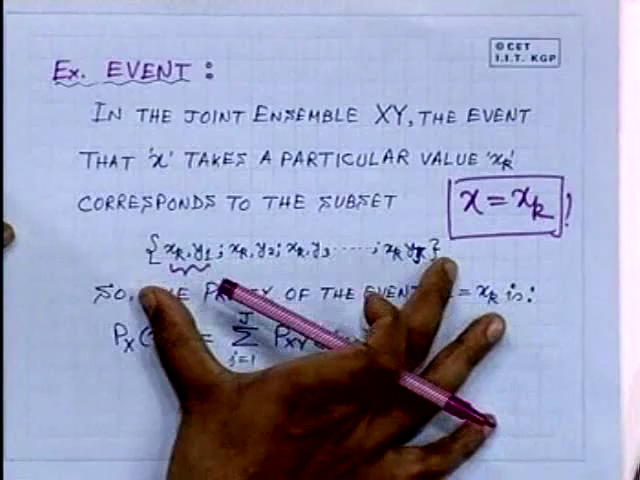 © CET
I.I.T. KGP
Ex. EVENT:
IN THE JOINT ENSEMBLE XY, THE EVENT
THAT 'x' TAKES A PARTICULAR VALUE 'xk'
CORRESPONDS TO THE SUBSET
x = xk !
{xk, y1; xk, y2; xk, y3 ....; xk yJ}
SO, OF THE EVENT = xk is:
Px( = Σ J j=1 PXY